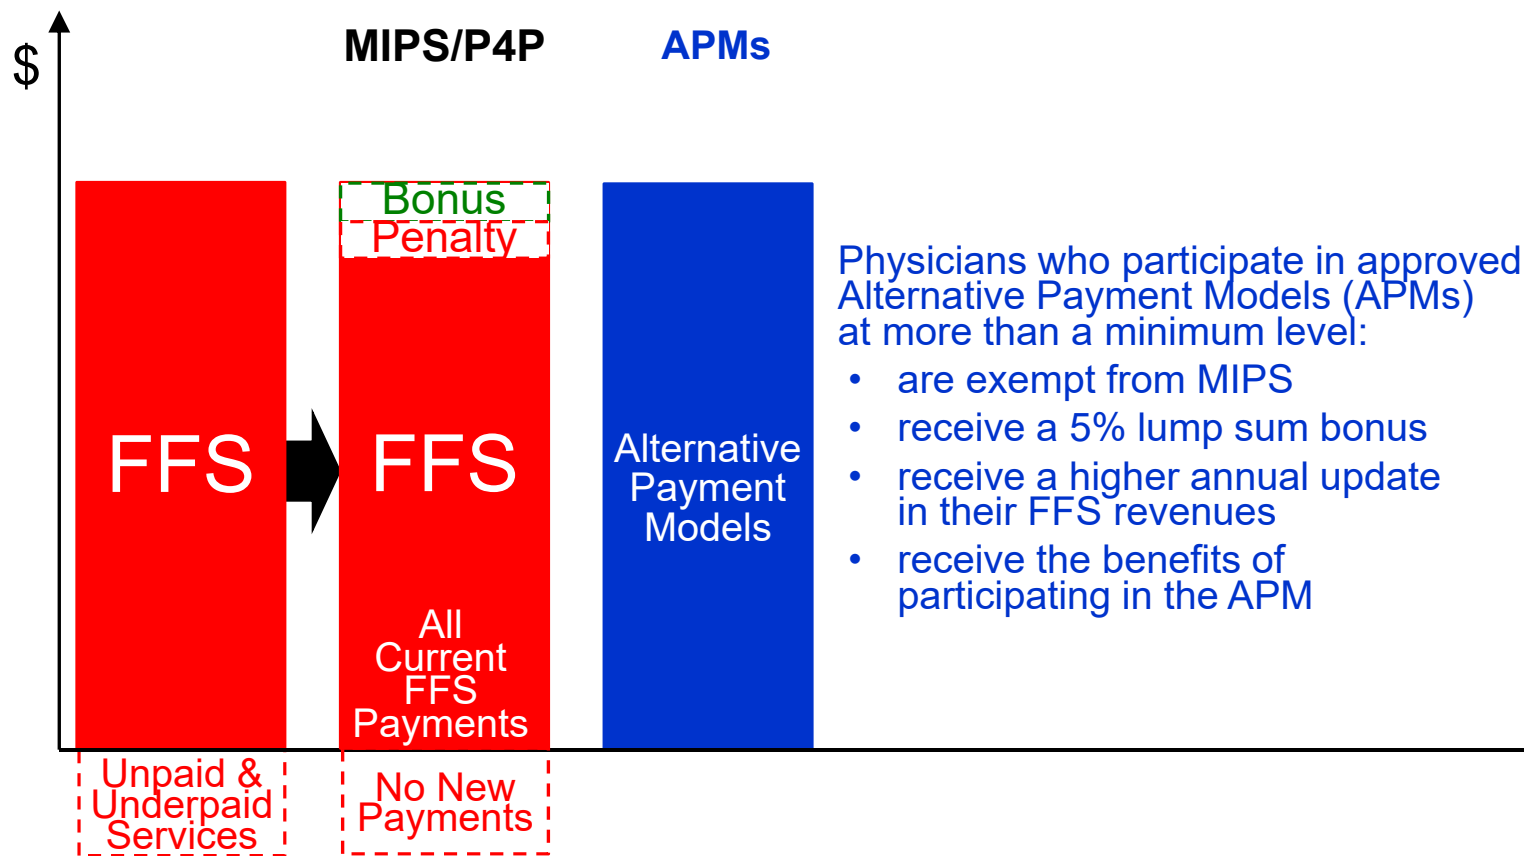 $
MIPS/P4P
APMs
Bonus
Penalty
FFS
FFS
All
Current
FFS
Payments
Alternative
Payment
Models
Unpaid &
Underpaid
Services
No New
Payments
Physicians who participate in approved
Alternative Payment Models (APMs)
at more than a minimum level:
• are exempt from MIPS
• receive a 5% lump sum bonus
• receive a higher annual update
in their FFS revenues
• receive the benefits of
participating in the APM